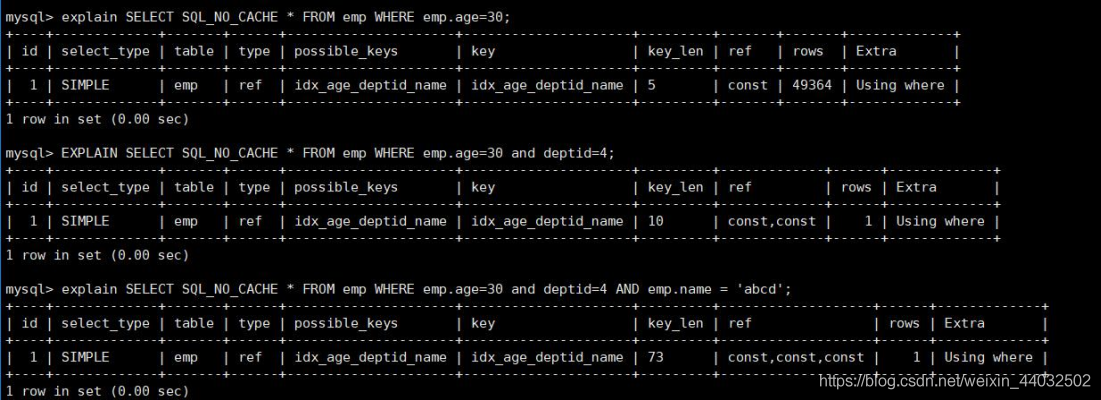 mysql> explain SELECT SQL_NO_CACHE * FROM emp WHERE emp.age=30;
+----+-------------+-------+------+-------------------+-------------------+---------+-------+-------+-------------+
| id | select_type | table | type | possible_keys | key | key_len | ref | rows | Extra |
+----+-------------+-------+------+-------------------+-------------------+---------+-------+-------+-------------+
| 1 | SIMPLE | emp | ref | idx_age_deptid_name | idx_age_deptid_name | 5 | const | 49364 | Using where |
+----+-------------+-------+------+-------------------+-------------------+---------+-------+-------+-------------+
1 row in set (0.00 sec)
mysql> EXPLAIN SELECT SQL_NO_CACHE * FROM emp WHERE emp.age=30 and deptid=4;
+----+-------------+-------+------+-------------------+-------------------+---------+-------------+------+-------------+
| id | select_type | table | type | possible_keys | key | key_len | ref | rows | Extra |
+----+-------------+-------+------+-------------------+-------------------+---------+-------------+------+-------------+
| 1 | SIMPLE | emp | ref | idx_age_deptid_name | idx_age_deptid_name | 10 | const,const | 1 | Using where |
+----+-------------+-------+------+-------------------+-------------------+---------+-------------+------+-------------+
1 row in set (0.00 sec)
mysql> explain SELECT SQL_NO_CACHE * FROM emp WHERE emp.age=30 and deptid=4 AND emp.name = 'abcd';
+----+-------------+-------+------+-------------------+-------------------+---------+-------------------+------+-------------+
| id | select_type | table | type | possible_keys | key | key_len | ref | rows | Extra |
+----+-------------+-------+------+-------------------+-------------------+---------+-------------------+------+-------------+
| 1 | SIMPLE | emp | ref | idx_age_deptid_name | idx_age_deptid_name | 73 | const,const,const | 1 | Using where |
+----+-------------+-------+------+-------------------+-------------------+---------+-------------------+------+-------------+
1 row in set (0.00 sec)
https://blog.csdn.net/weixin_44032502